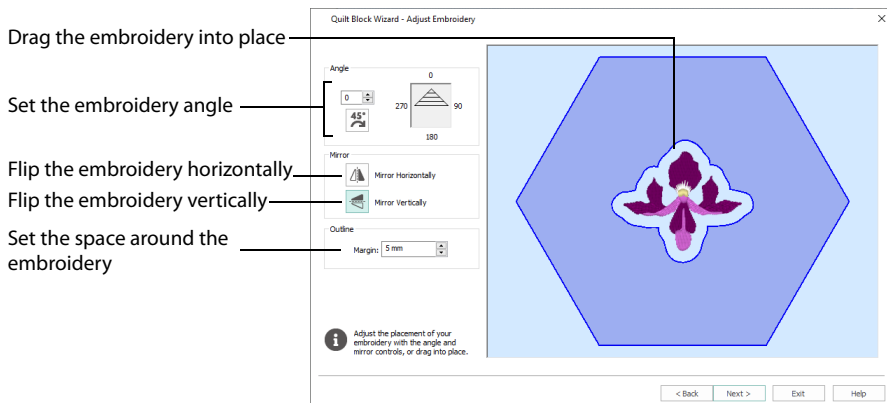 Quilt Block Wizard - Adjust Embroidery
Drag the embroidery into place
Set the embroidery angle
Flip the embroidery horizontally
Flip the embroidery vertically
Set the space around the
embroidery
Angle
0
0
270
90
45°
180
Mirror
Mirror Horizontally
Mirror Vertically
Outline
Margin: 5 mm
Adjust the placement of your
embroidery with the angle and
mirror controls, or drag into place.
< Back Next > Exit Help